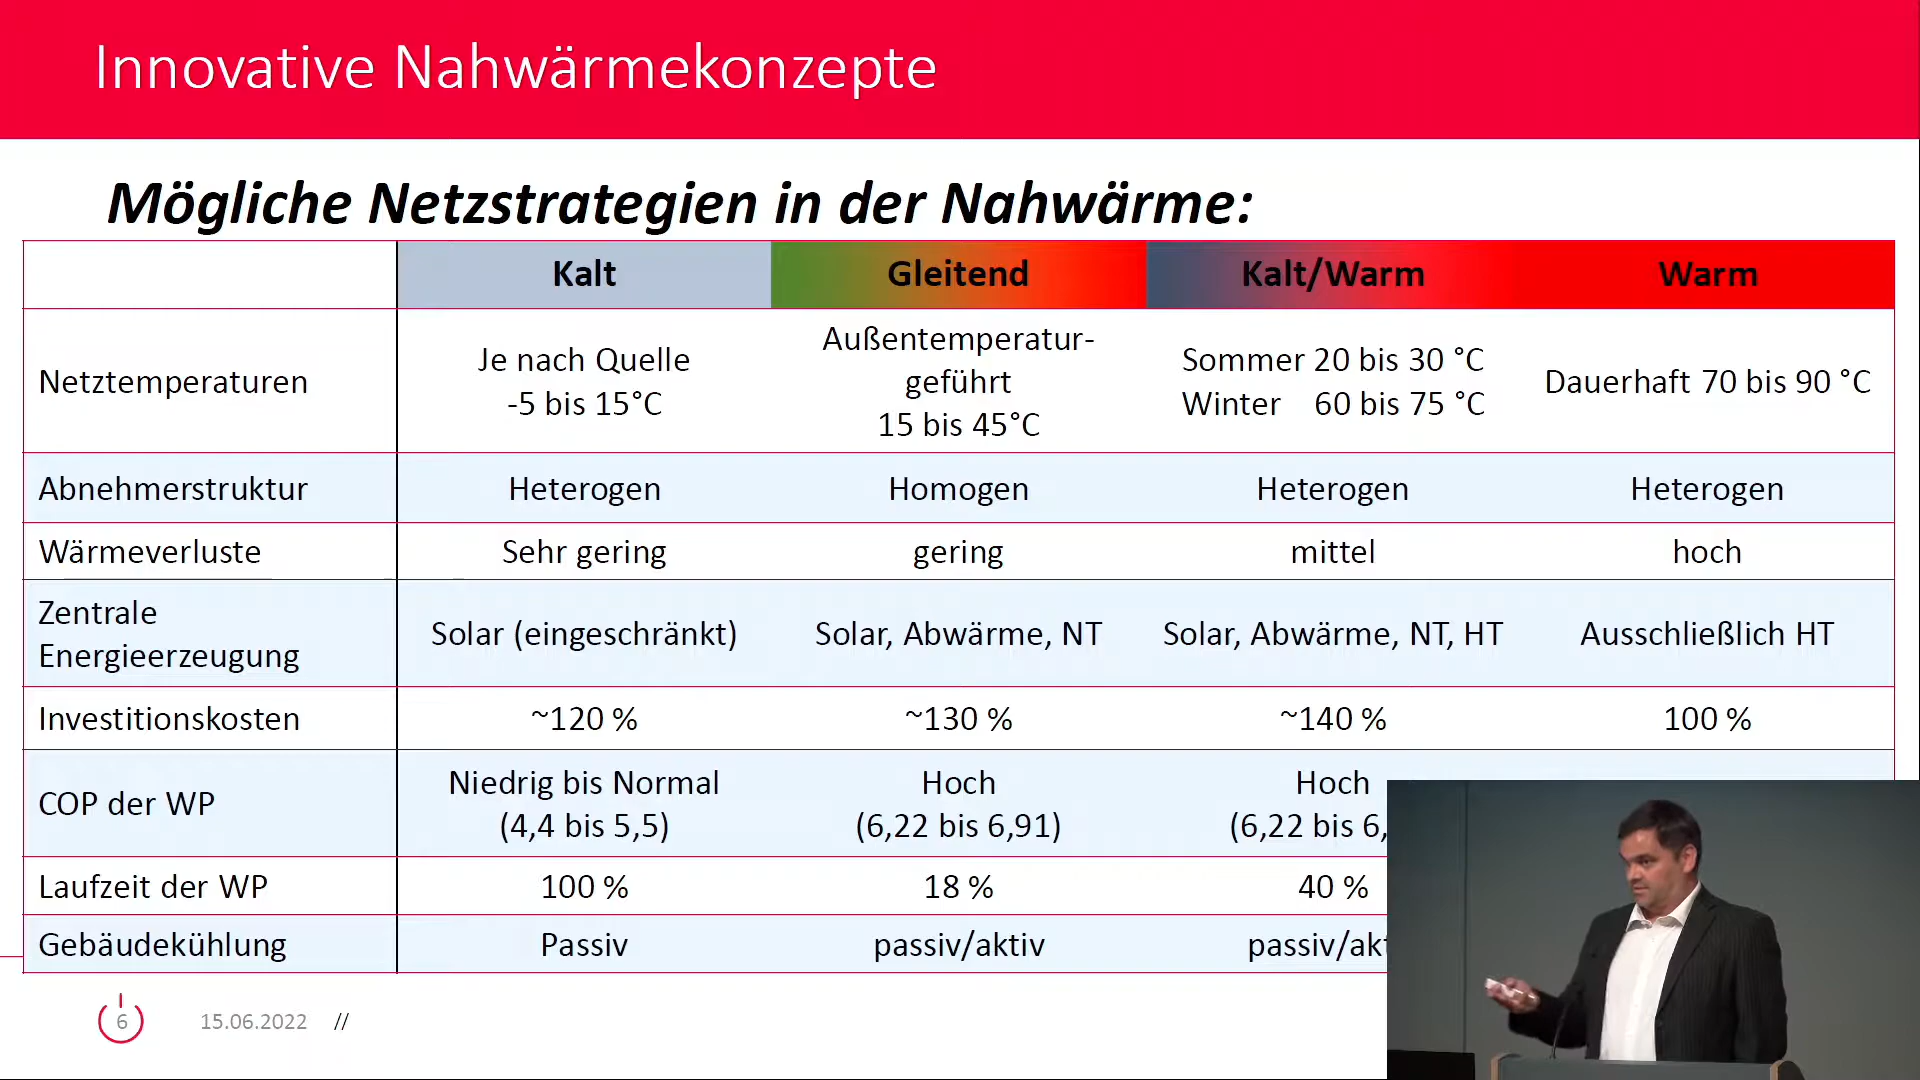 Innovative Nahwärmekonzepte
Mögliche Netzstrategien in der Nahwärme:
Kalt Gleitend Kalt/Warm Warm
Netztemperaturen
Je nach Quelle
-5 bis 15°C
Außentemperatur-
geführt
15 bis 45°C
Sommer 20 bis 30 °C
Winter 60 bis 75 °C
Dauerhaft 70 bis 90 °C
Abnehmerstruktur Heterogen Homogen Heterogen Heterogen
Wärmeverluste Sehr gering gering mittel hoch
Zentrale
Energieerzeugung
Solar (eingeschränkt) Solar, Abwärme, NT Solar, Abwärme, NT, HT Ausschließlich HT
Investitionskosten ~120 % ~130 % ~140 % 100 %
COP der WP
Niedrig bis Normal
(4,4 bis 5,5)
Hoch
(6,22 bis 6,91)
Hoch
(6,22 bis 6,
Laufzeit der WP 100 % 18 % 40 %
Gebäudekühlung Passiv passiv/aktiv passiv/akt
6 15.06.2022 //